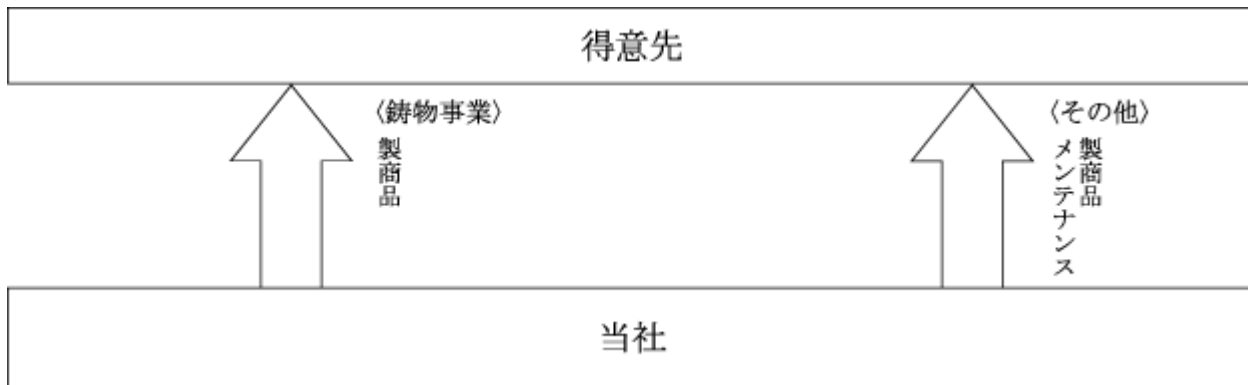 得意先
〈鋳物事業〉
製商品
〈その他〉
製商品
メンテナンス
当社